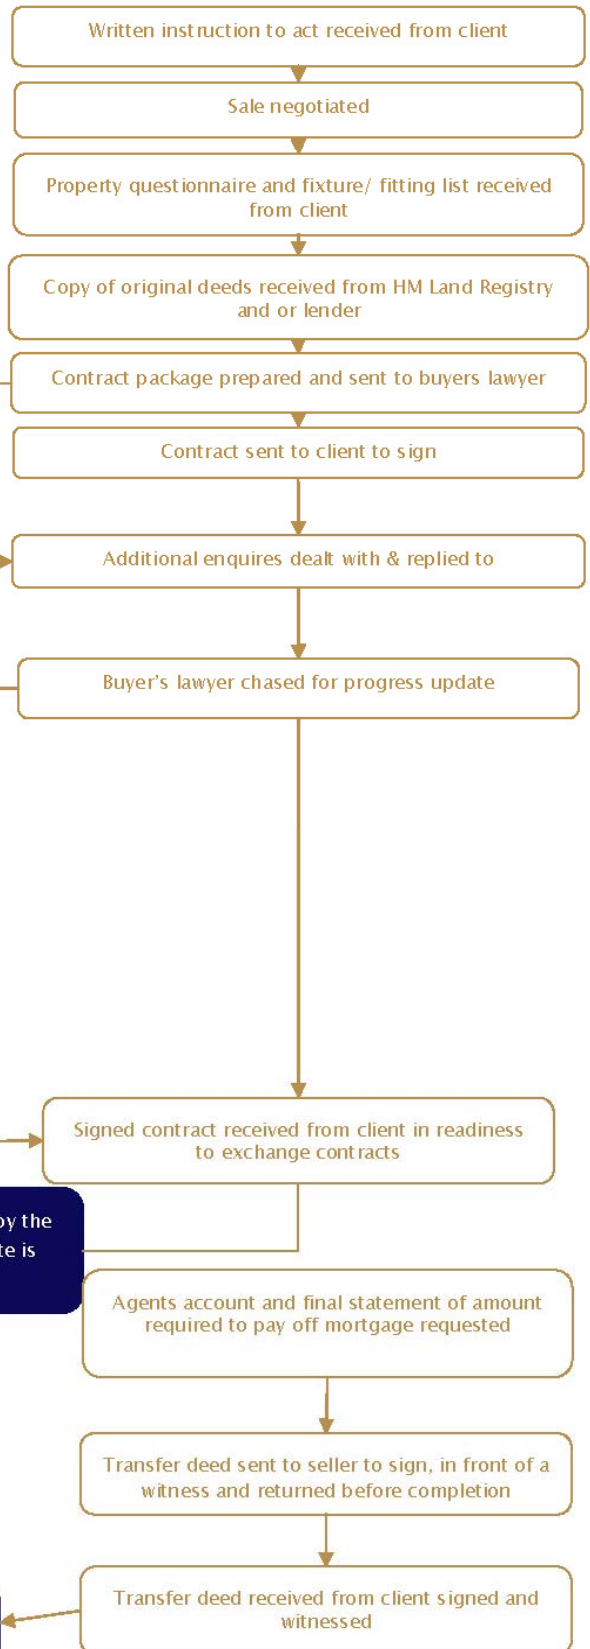 Written instruction to act received from client
Sale negotiated
Property questionnaire and fixture/ fitting list received
from client
Copy of original deeds received from HM Land Registry
and or lender
Contract package prepared and sent to buyers lawyer
Contract sent to client to sign
Additional enquires dealt with & replied to
Buyer's lawyer chased for progress update
Signed contract received from client in readiness
to exchange contracts
by the
te is
Agents account and final statement of amount
required to pay off mortgage requested
Transfer deed sent to seller to sign, in front of a
witness and returned before completion
Transfer deed received from client signed and
witnessed